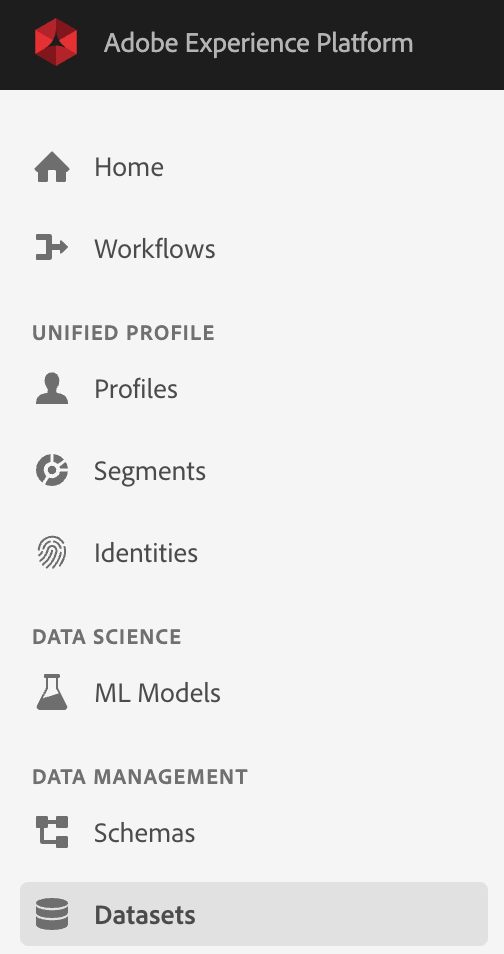 Adobe Experience Platform
Home
Workflows
UNIFIED PROFILE
Profiles
Segments
Identities
DATA SCIENCE
ML Models
DATA MANAGEMENT
Schemas
Datasets